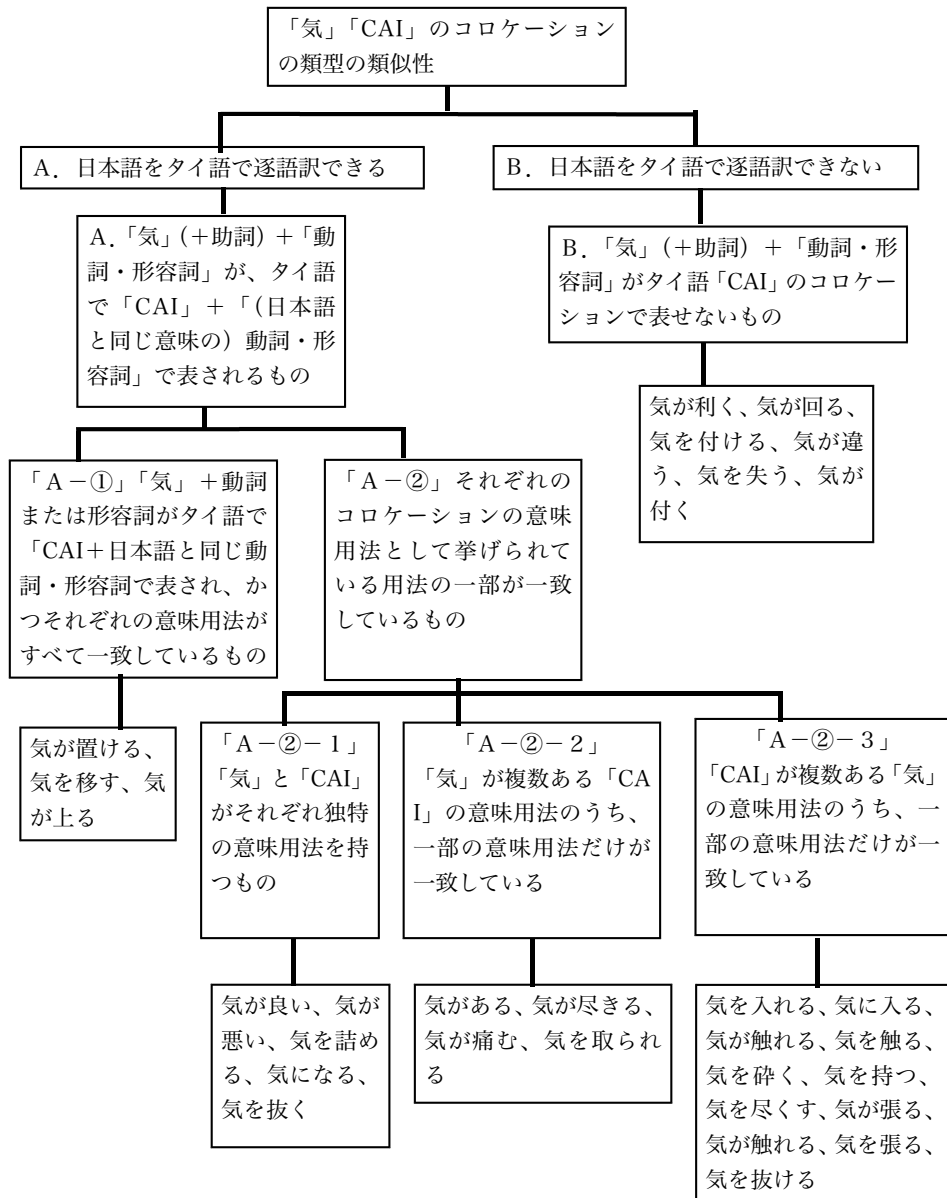 「気」「CAI」のコロケーション
の類型の類似性
A．日本語をタイ語で逐語訳できる
B．日本語をタイ語で逐語訳できない
A.「気」(＋助詞)＋「動
詞・形容詞」が、タイ語
で「CAI」＋「(日本語
と同じ意味の）動詞・形
容詞」で表されるもの
B.「気」(＋助詞) ＋「動詞・形
容詞」がタイ語「CAI」のコロケー
ションで表せないもの
気が利く、気が回る、
気を付ける、気が違
う、気を失う、気が
付く
「A－①」「気」＋動詞
または形容詞がタイ語で
「CAI＋日本語と同じ動
詞・形容詞で表され、か
つそれぞれの意味用法が
すべて一致しているもの
「A－②」それぞれの
コロケーションの意味
用法として挙げられて
いる用法の一部が一致
しているもの
気が置ける、
気を移す、気
が上る
「A－②－１」
「気」と「CAI」
がそれぞれ独特
の意味用法を持
つもの
「A－②－２」
「気」が複数ある「CA
I」の意味用法のうち、
一部の意味用法だけが
一致している
「A－②－３」
「CAI」が複数ある「気」
の意味用法のうち、一
部の意味用法だけが一
致している
気が良い、気が
悪い、気を詰め
る、気になる、
気を抜く
気がある、気が尽きる、
気が痛む、気を取られ
る
気を入れる、気に入る、
気が触れる、気を触る、
気を砕く、気を持つ、
気を尽くす、気が張る、
気が触れる、気を張る、
気を抜ける